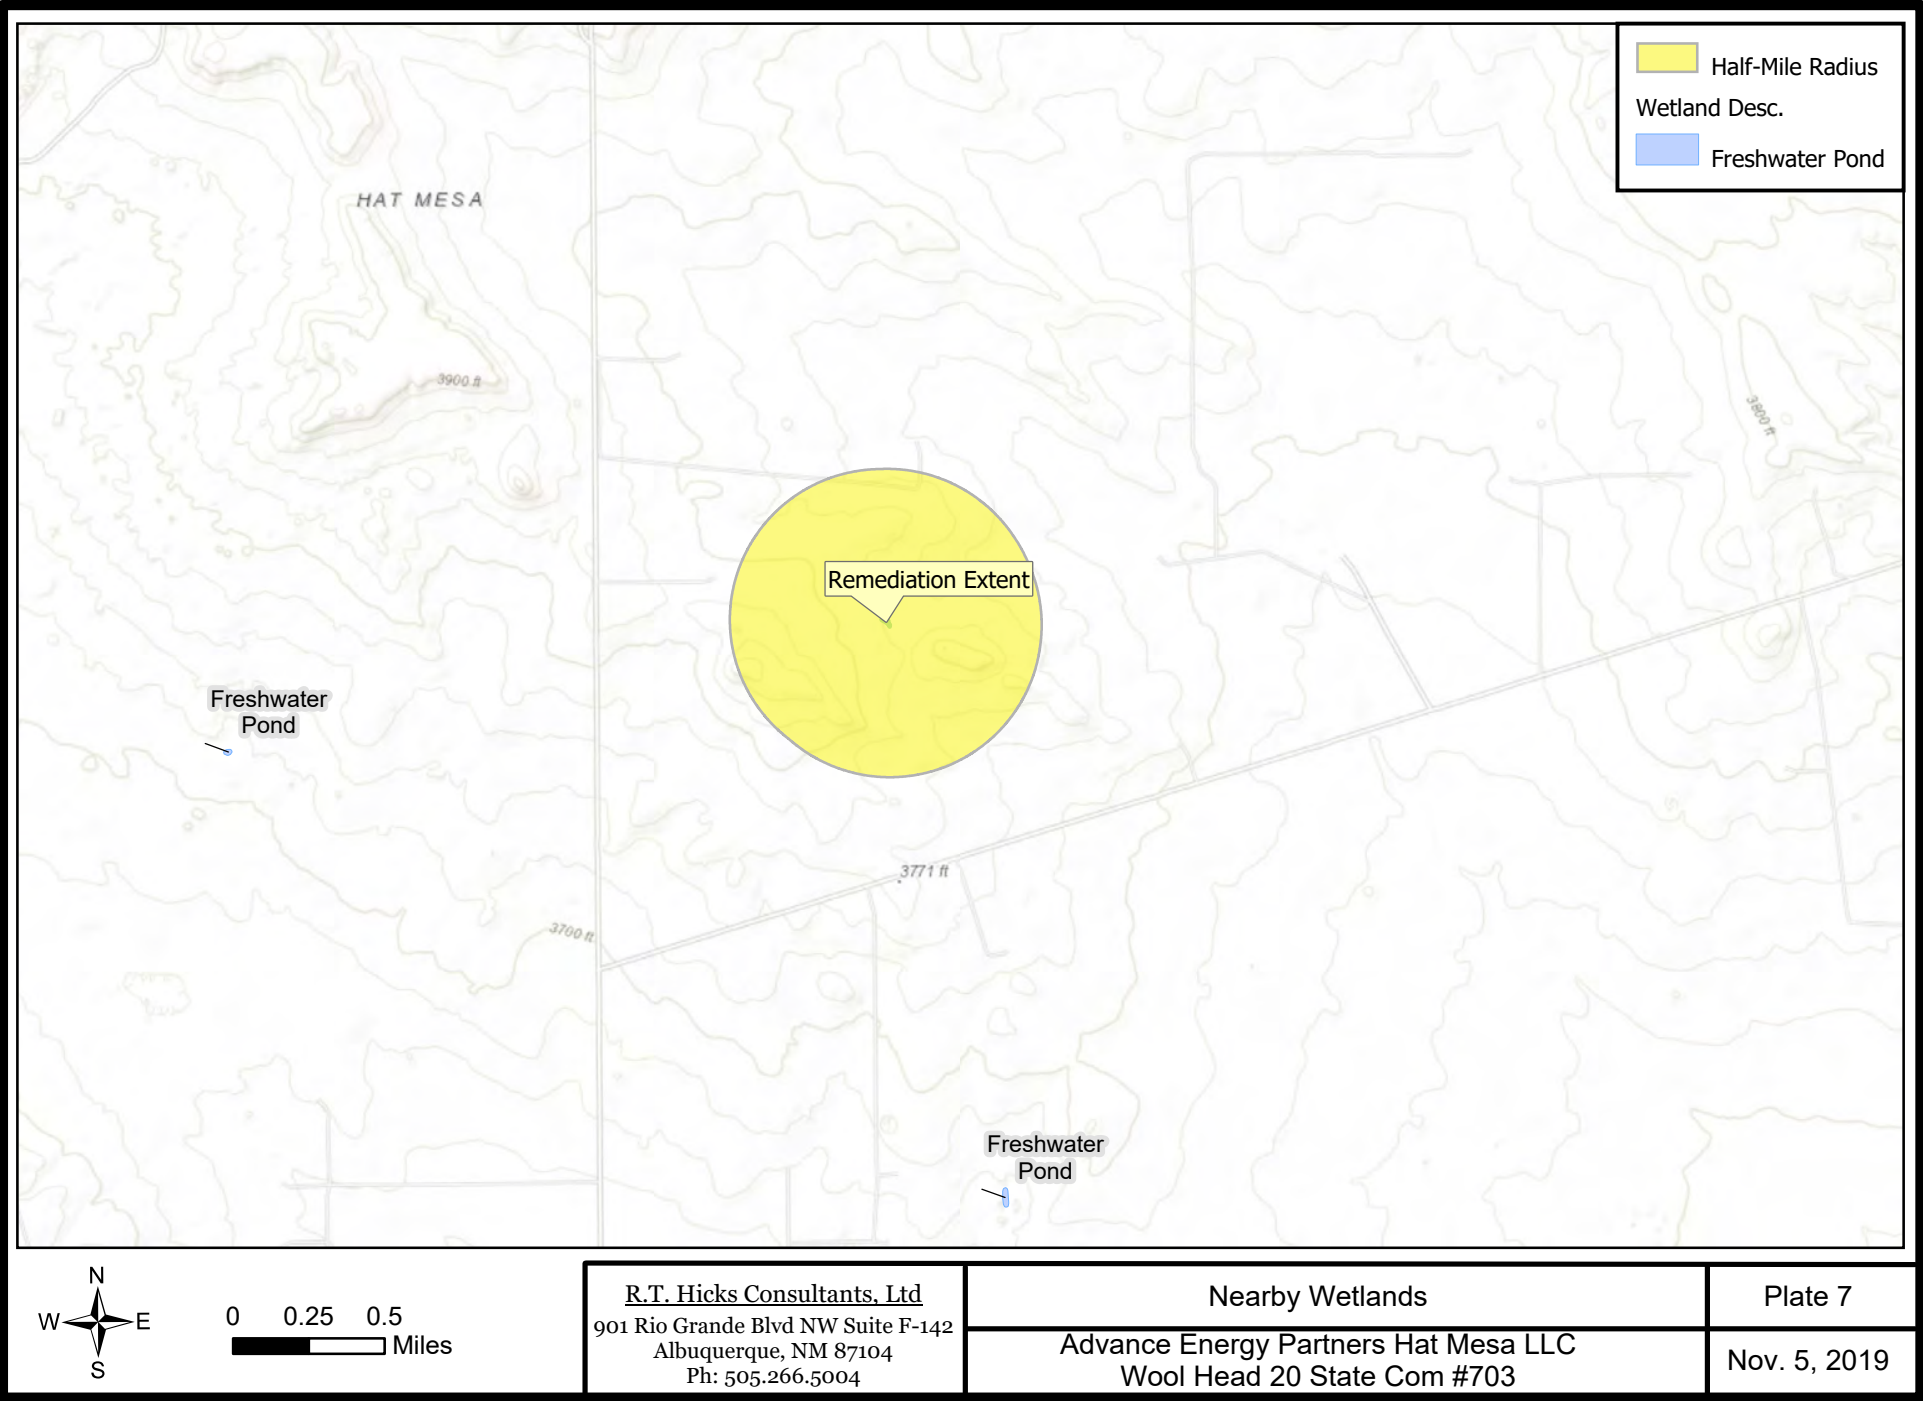 Half-Mile Radius
Wetland Desc.
Freshwater Pond
HAT MESA
3900 ft
3800 ft
Remediation Extent
Freshwater
Pond
3771 ft
3700 ft
Freshwater
Pond
N
W E
S
0 0.25 0.5
Miles
R.T. Hicks Consultants, Ltd
901 Rio Grande Blvd NW Suite F-142
Albuquerque, NM 87104
Ph: 505.266.5004
Nearby Wetlands
Advance Energy Partners Hat Mesa LLC
Wool Head 20 State Com #703
Plate 7
Nov. 5, 2019